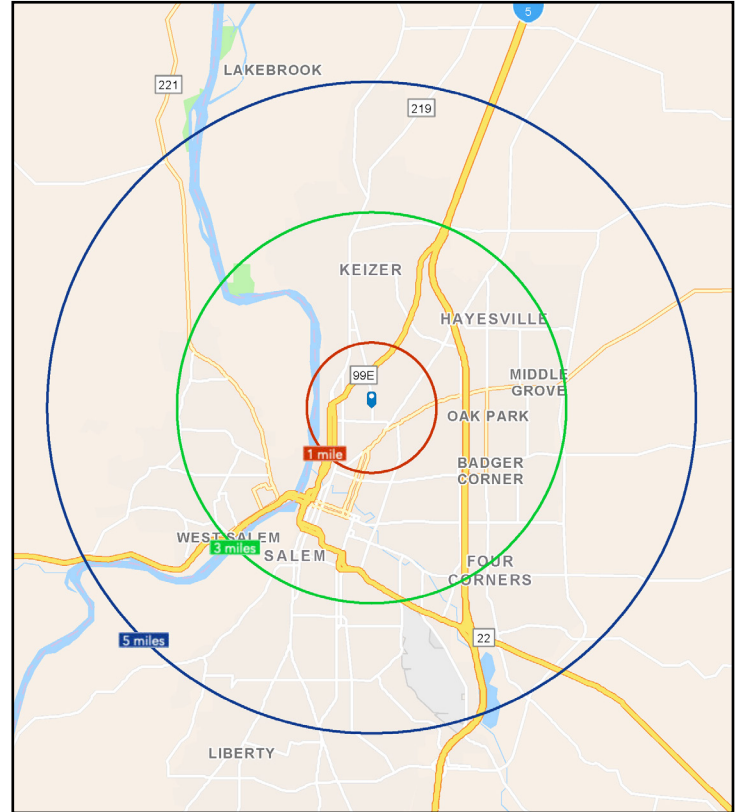 5
LAKEBROOK
221
219
KEIZER
HAYESVILLE
99E
MIDDLE
GROVE
OAK PARK
1 mile
BADGER
CORNER
WEST SALEM
3 miles
SALEM
FOUR
CORNERS
5 miles
22
LIBERTY